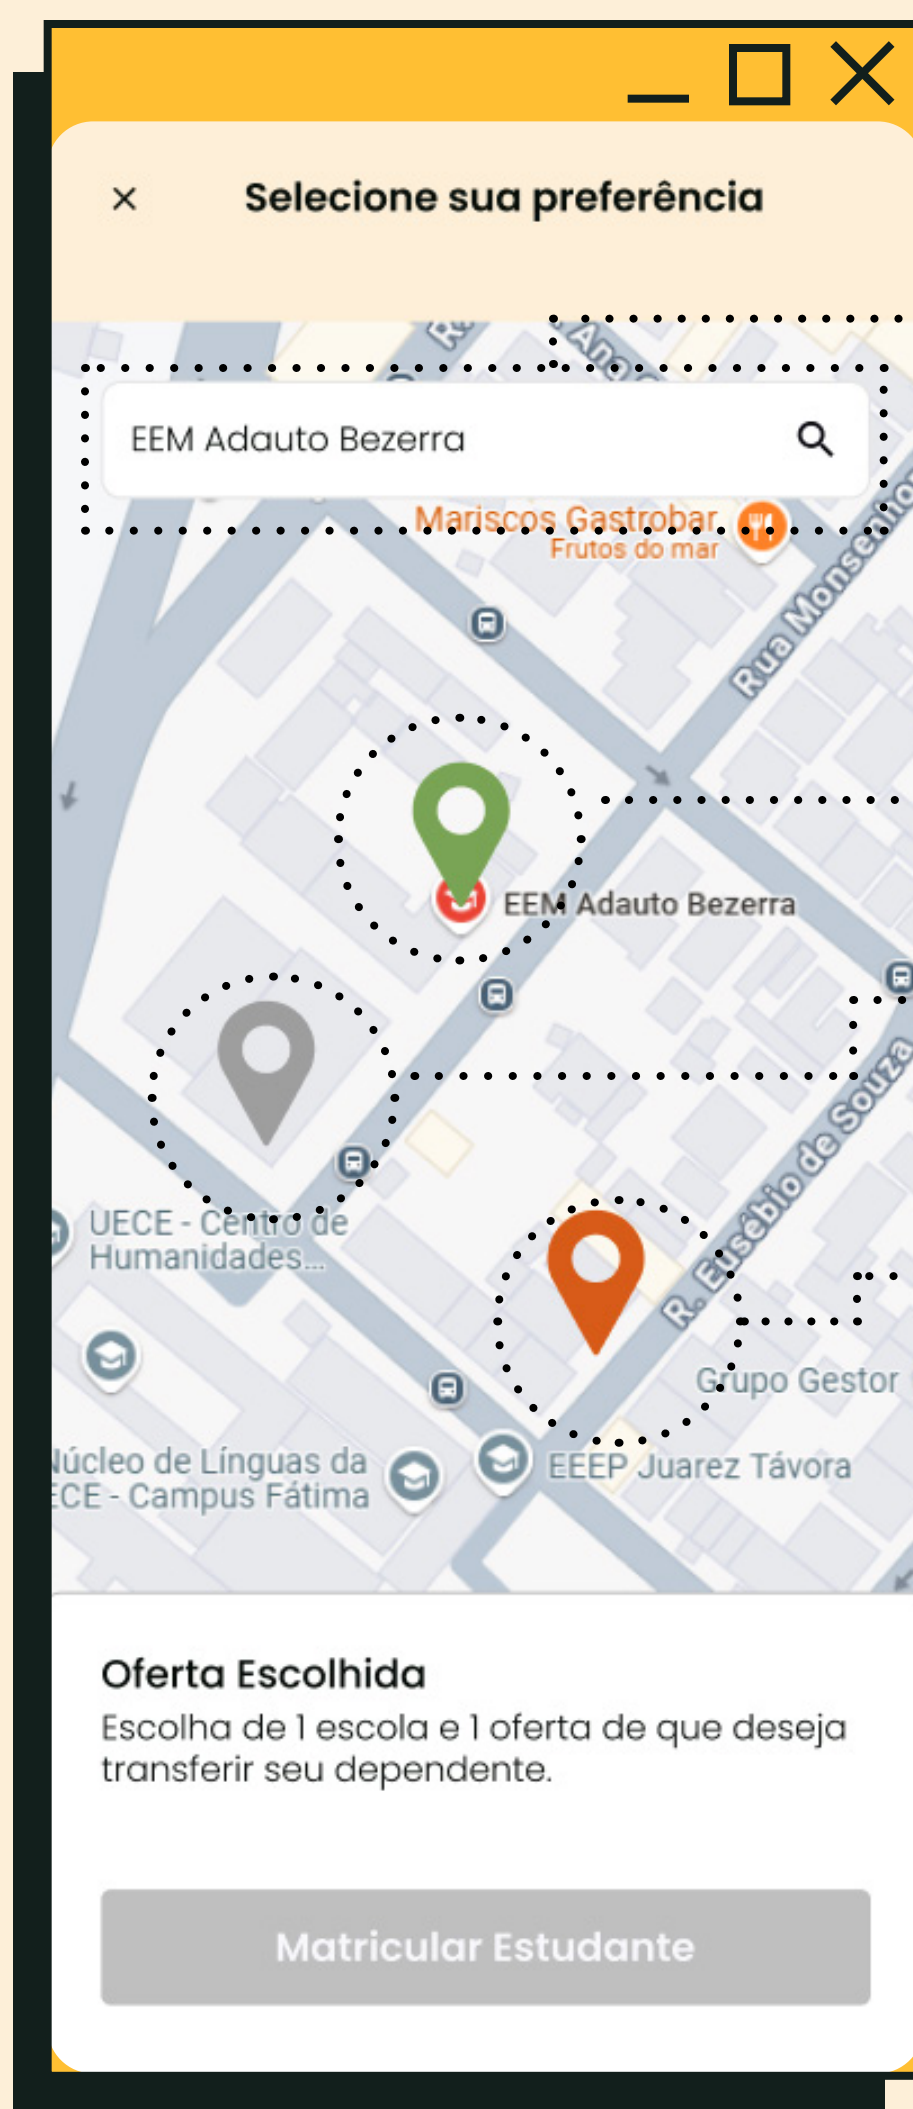 Selecione sua preferência
EEM Adauto Bezerra
Mariscos Gastrobar
Frutos do mar
Rua Monsenhor
EEM Adauto Bezerra
R. Eusébio de Souza
UECE - Centro de
Humanidades...
Grupo Gestor
Núcleo de Línguas da
ECE - Campus Fátima
EEEP Juarez Távora
Oferta Escolhida
Escolha de 1 escola e 1 oferta de que deseja
transferir seu dependente.
Matricular Estudante